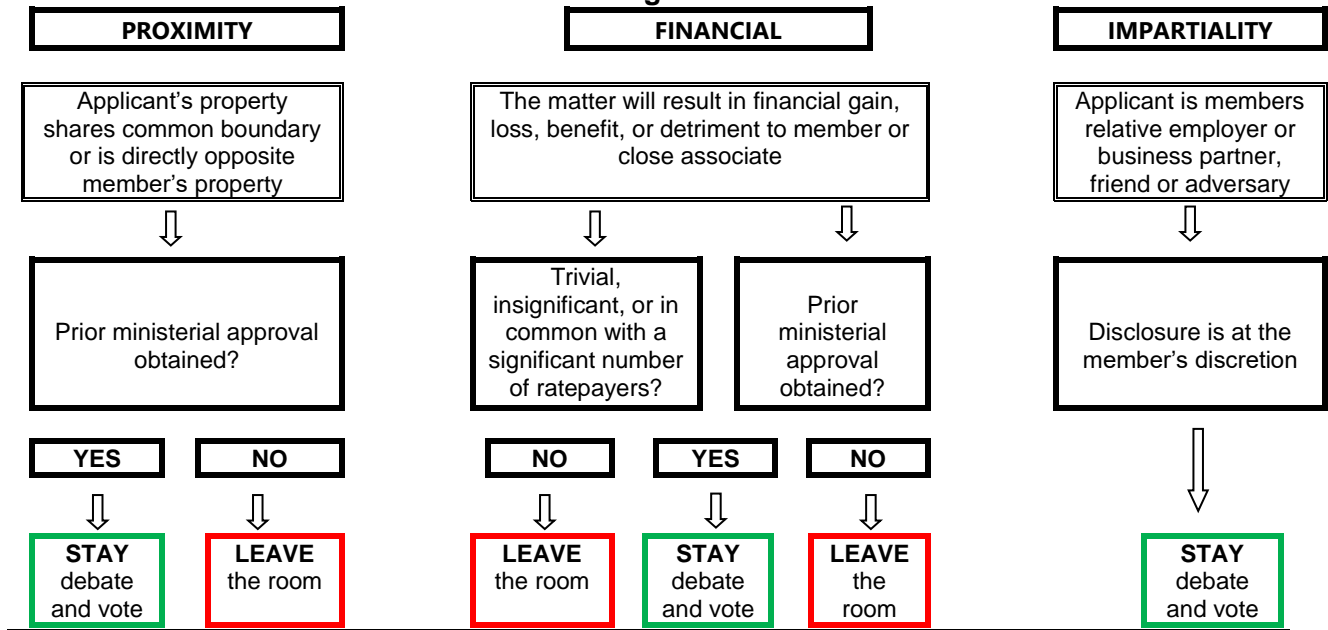 PROXIMITY
Applicant's property
shares common boundary
or is directly opposite
member's property
Prior ministerial approval
obtained?
YES
NO
STAY
debate
and vote
LEAVE
the room
FINANCIAL
The matter will result in financial gain,
loss, benefit, or detriment to member or
close associate
Trivial,
insignificant, or in
common with a
significant number
of ratepayers?
Prior
ministerial
approval
obtained?
NO
YES
NO
LEAVE
the room
STAY
debate
and vote
LEAVE
the
room
IMPARTIALITY
Applicant is members
relative employer or
business partner,
friend or adversary
Disclosure is at the
member's discretion
STAY
debate
and vote